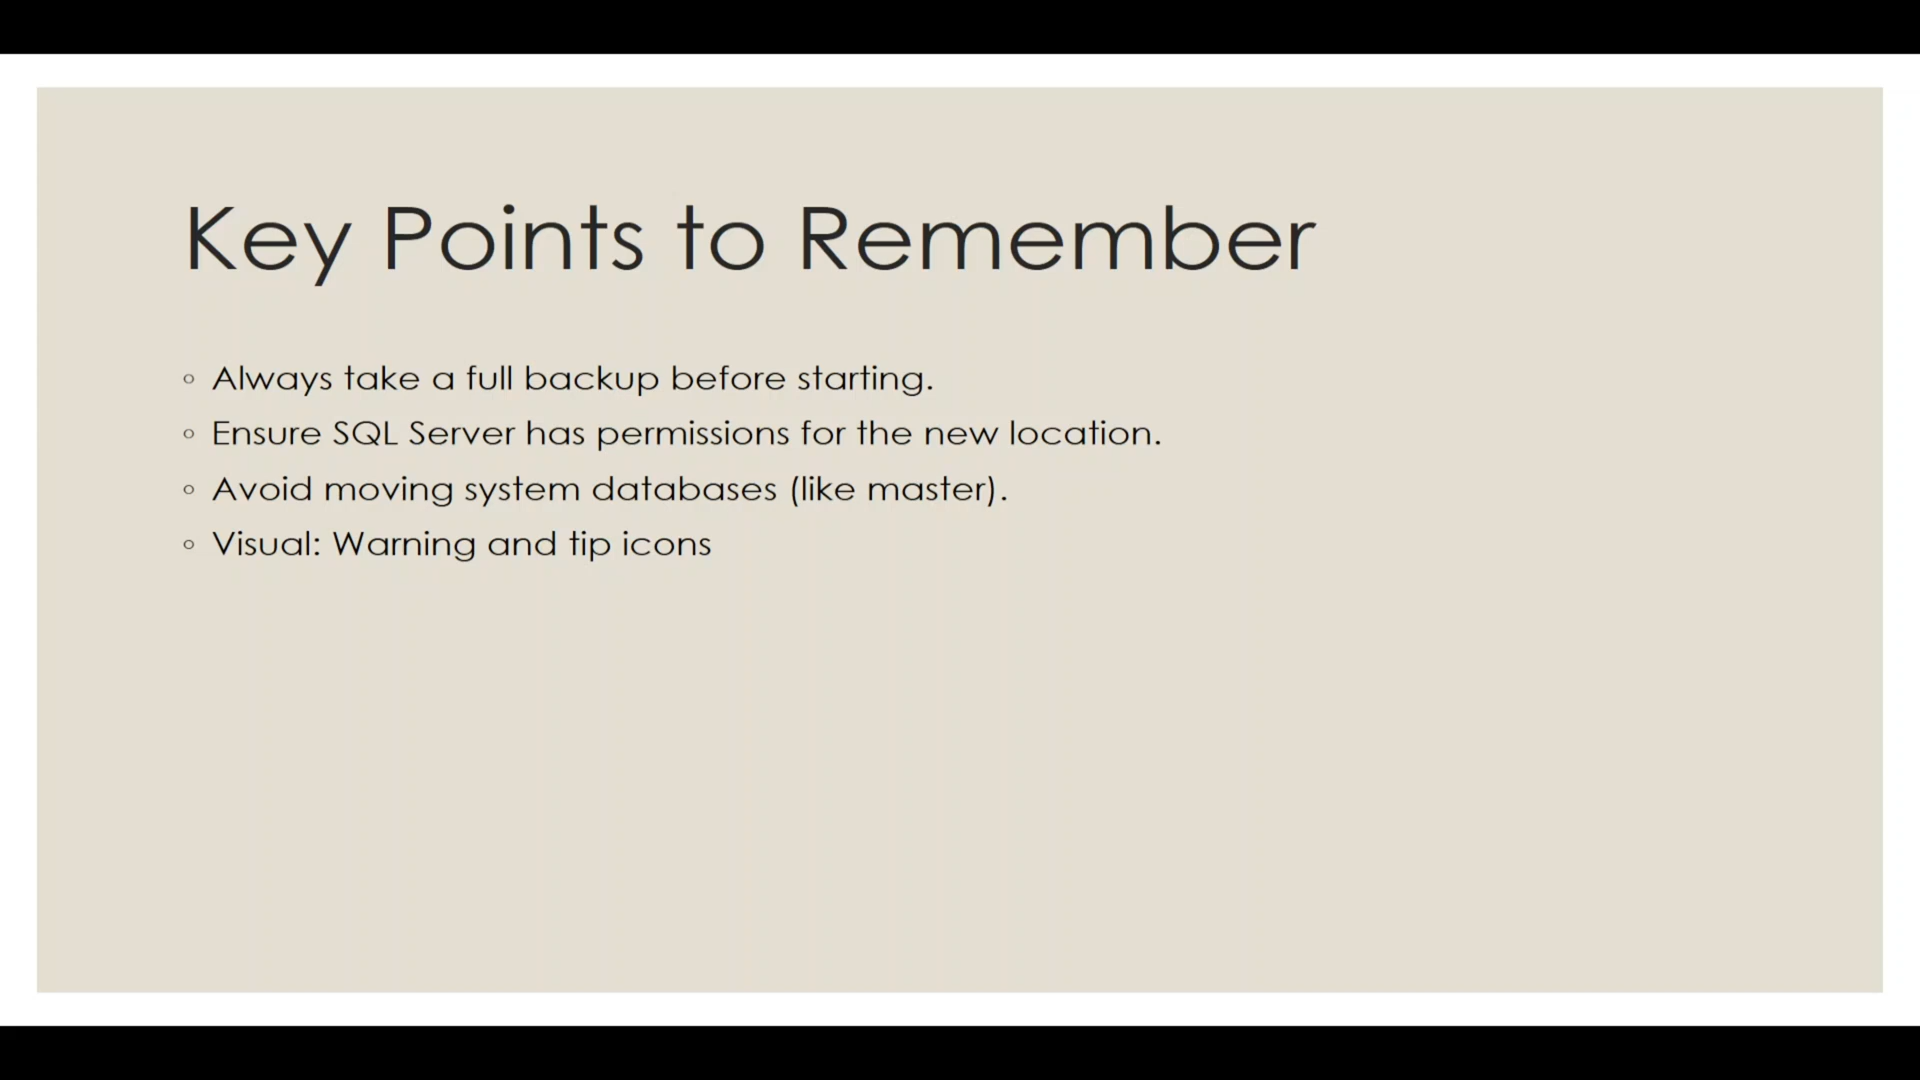 Key Points to Remember
◦ Always take a full backup before starting.
◦ Ensure SQL Server has permissions for the new location.
◦ Avoid moving system databases (like master).
◦ Visual: Warning and tip icons